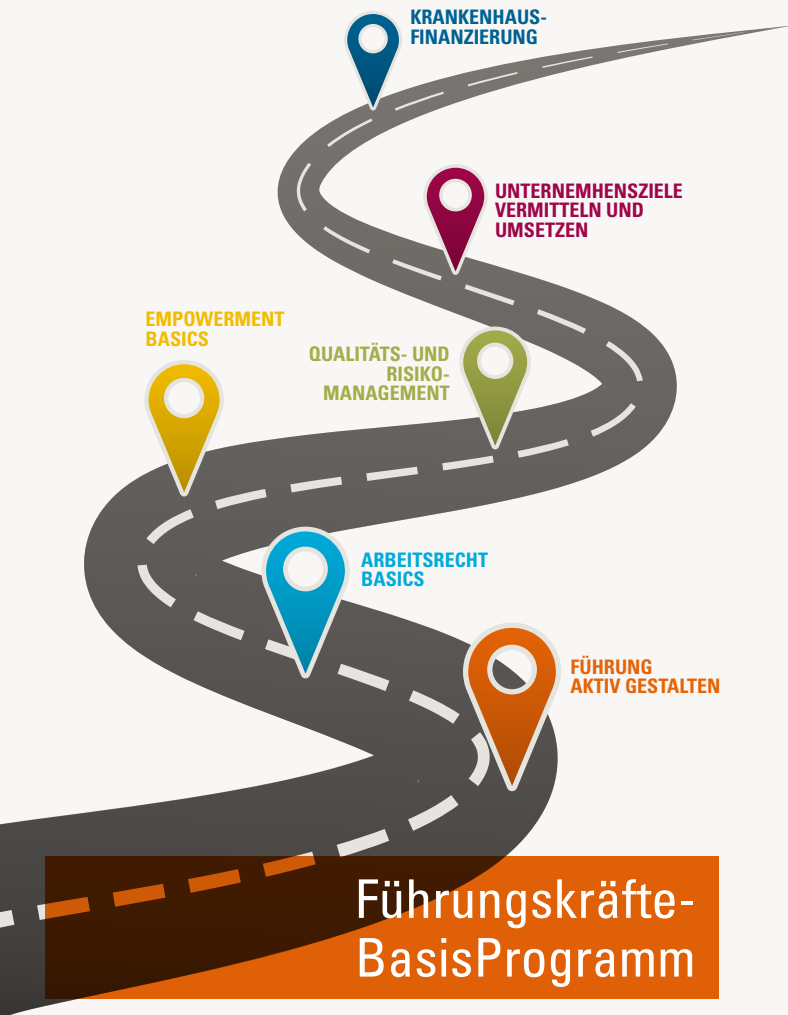 KRANKENHAUS-
FINANZIERUNG
UNTERNEMHENSZIELE
VERMITTELN UND
UMSETZEN
EMPOWERMENT
BASICS
QUALITÄTS- UND
RISIKO-
MANAGEMENT
ARBEITSRECHT
BASICS
FÜHRUNG
AKTIV GESTALTEN
Führungskräfte-
BasisProgramm